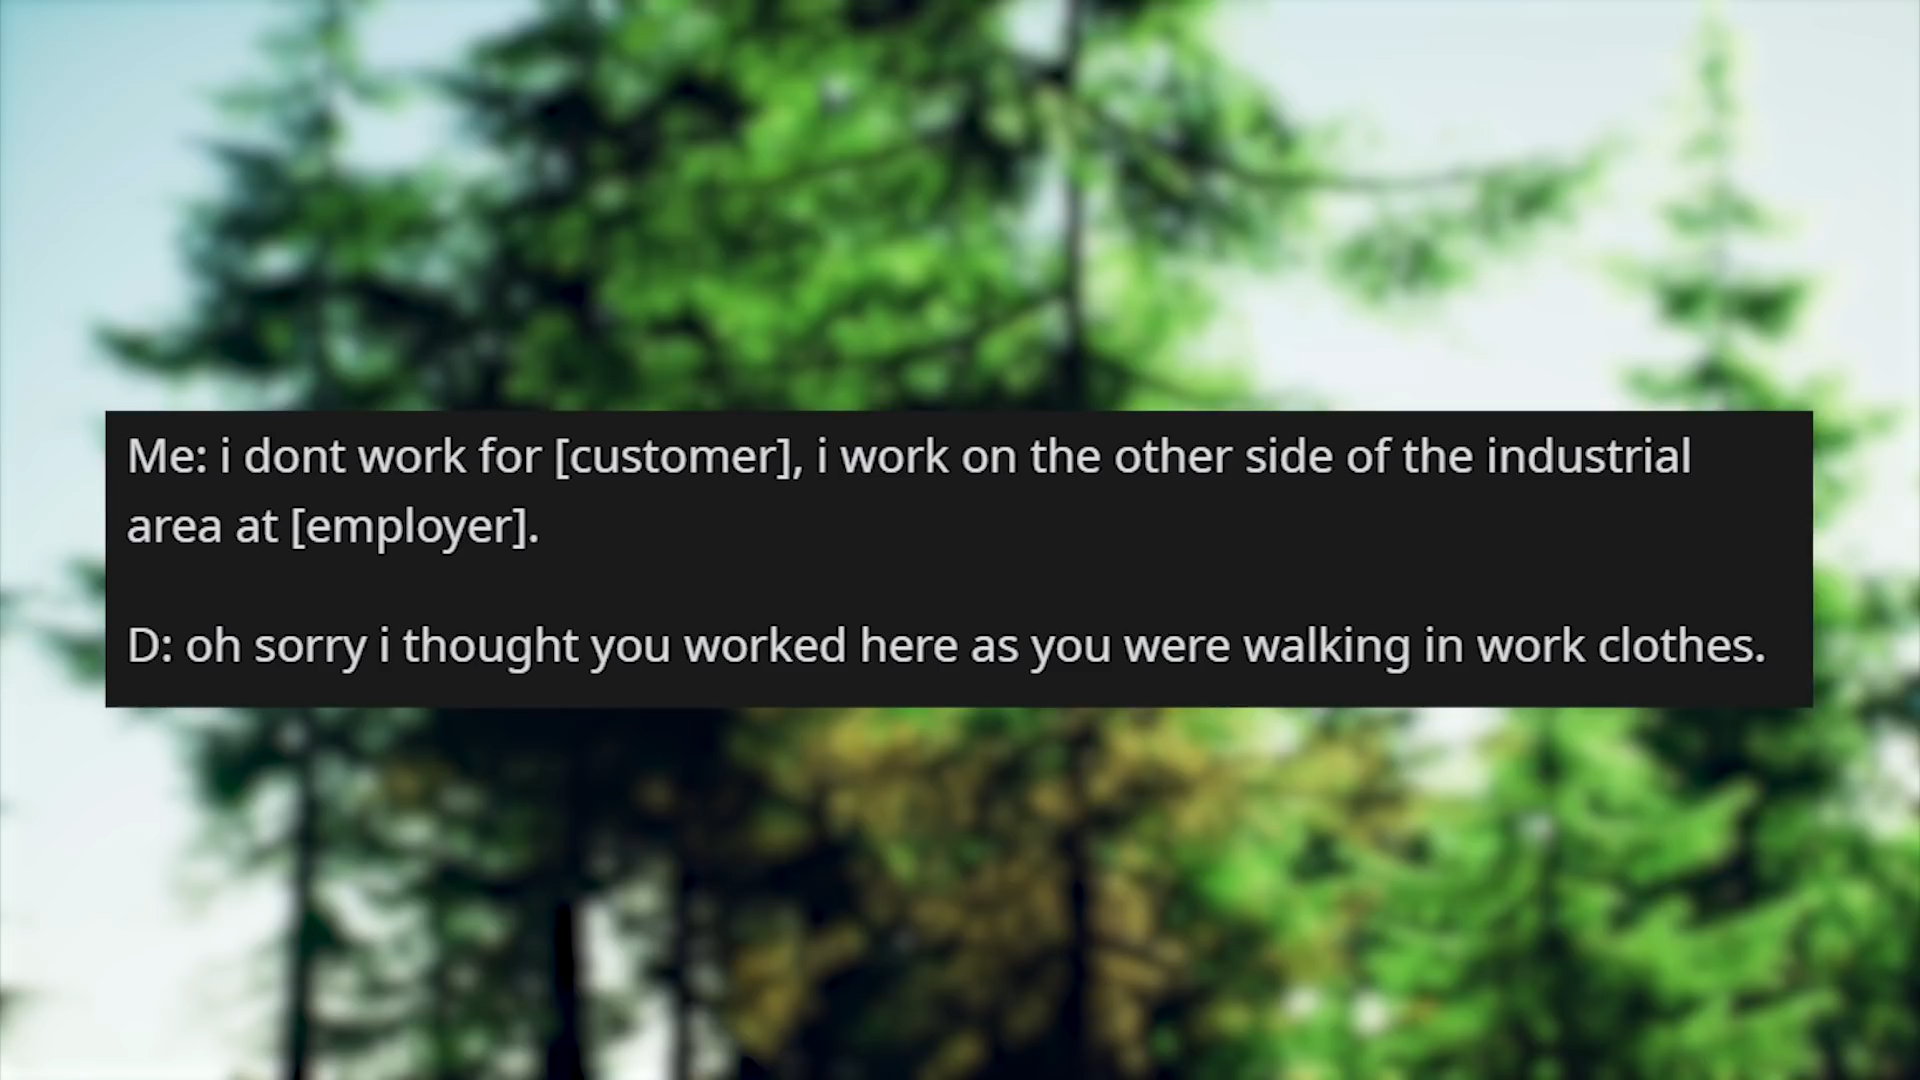 Me: i dont work for [customer], i work on the other side of the industrial
area at [employer].
D: oh sorry i thought you worked here as you were walking in work clothes.